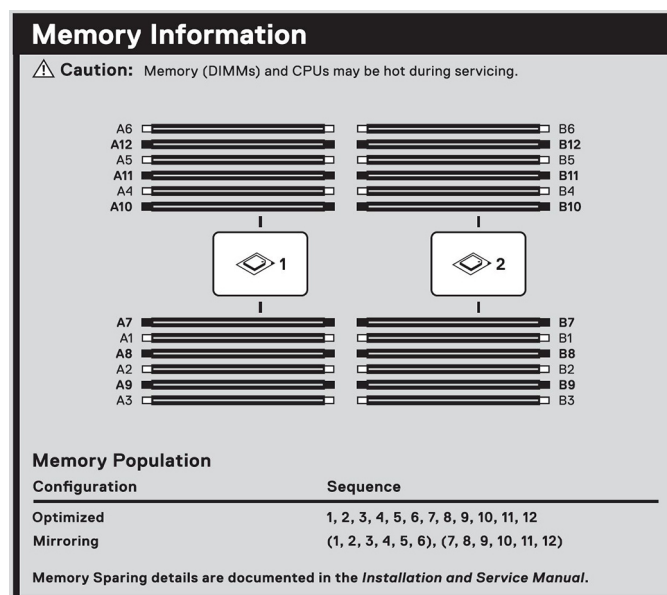 Memory Information
Caution: Memory (DIMMs) and CPUs may be hot during servicing.
A6 B6
A12 B12
A5 B5
A11 B11
A4 B4
A10 B10
1 2
A7 B7
A1 B1
A8 B8
A2 B2
A9 B9
A3 B3
Memory Population
Configuration Sequence
Optimized 1, 2, 3, 4, 5, 6, 7, 8, 9, 10, 11, 12
Mirroring (1, 2, 3, 4, 5, 6), (7, 8, 9, 10, 11, 12)
Memory Sparing details are documented in the Installation and Service Manual.